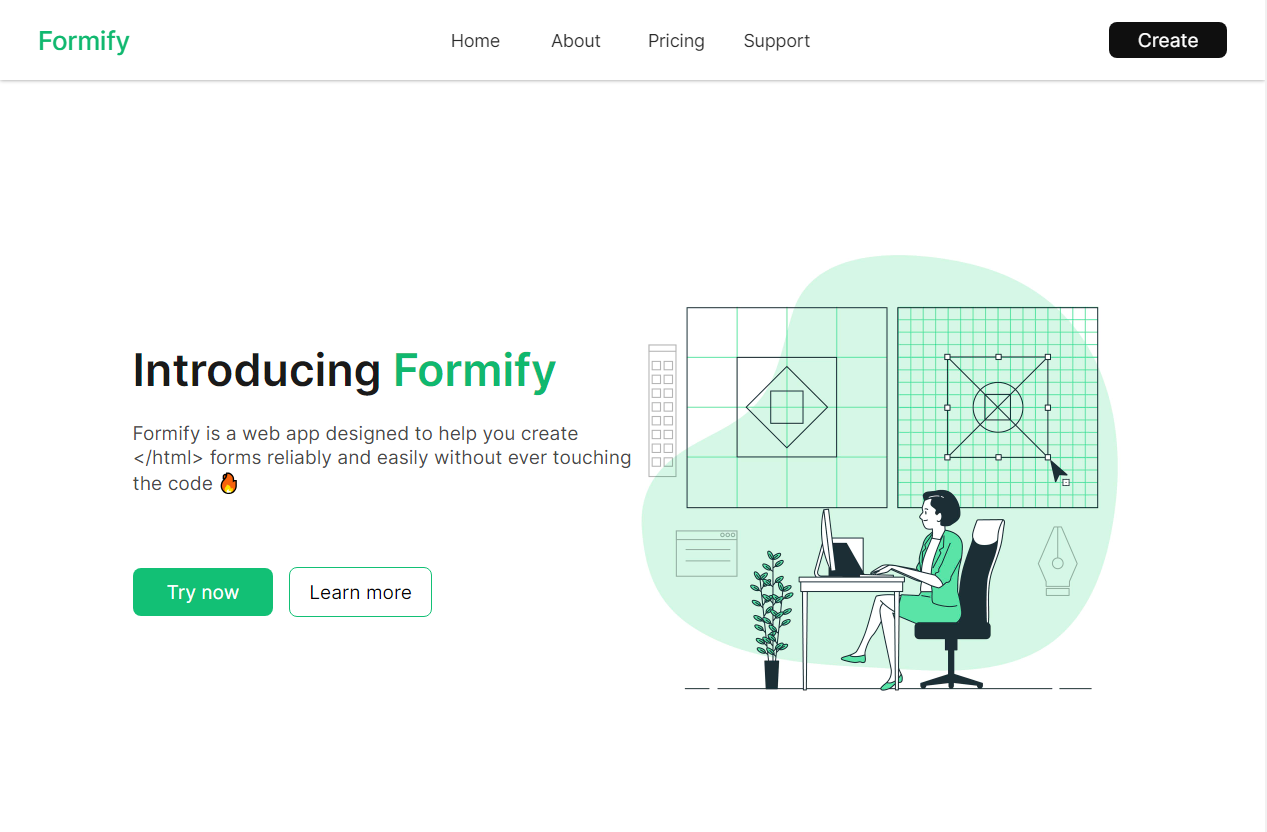 Formify
Home About Pricing Support
Create
Introducing Formify
Formify is a web app designed to help you create
</html> forms reliably and easily without ever touching
the code 🔥
Try now
Learn more